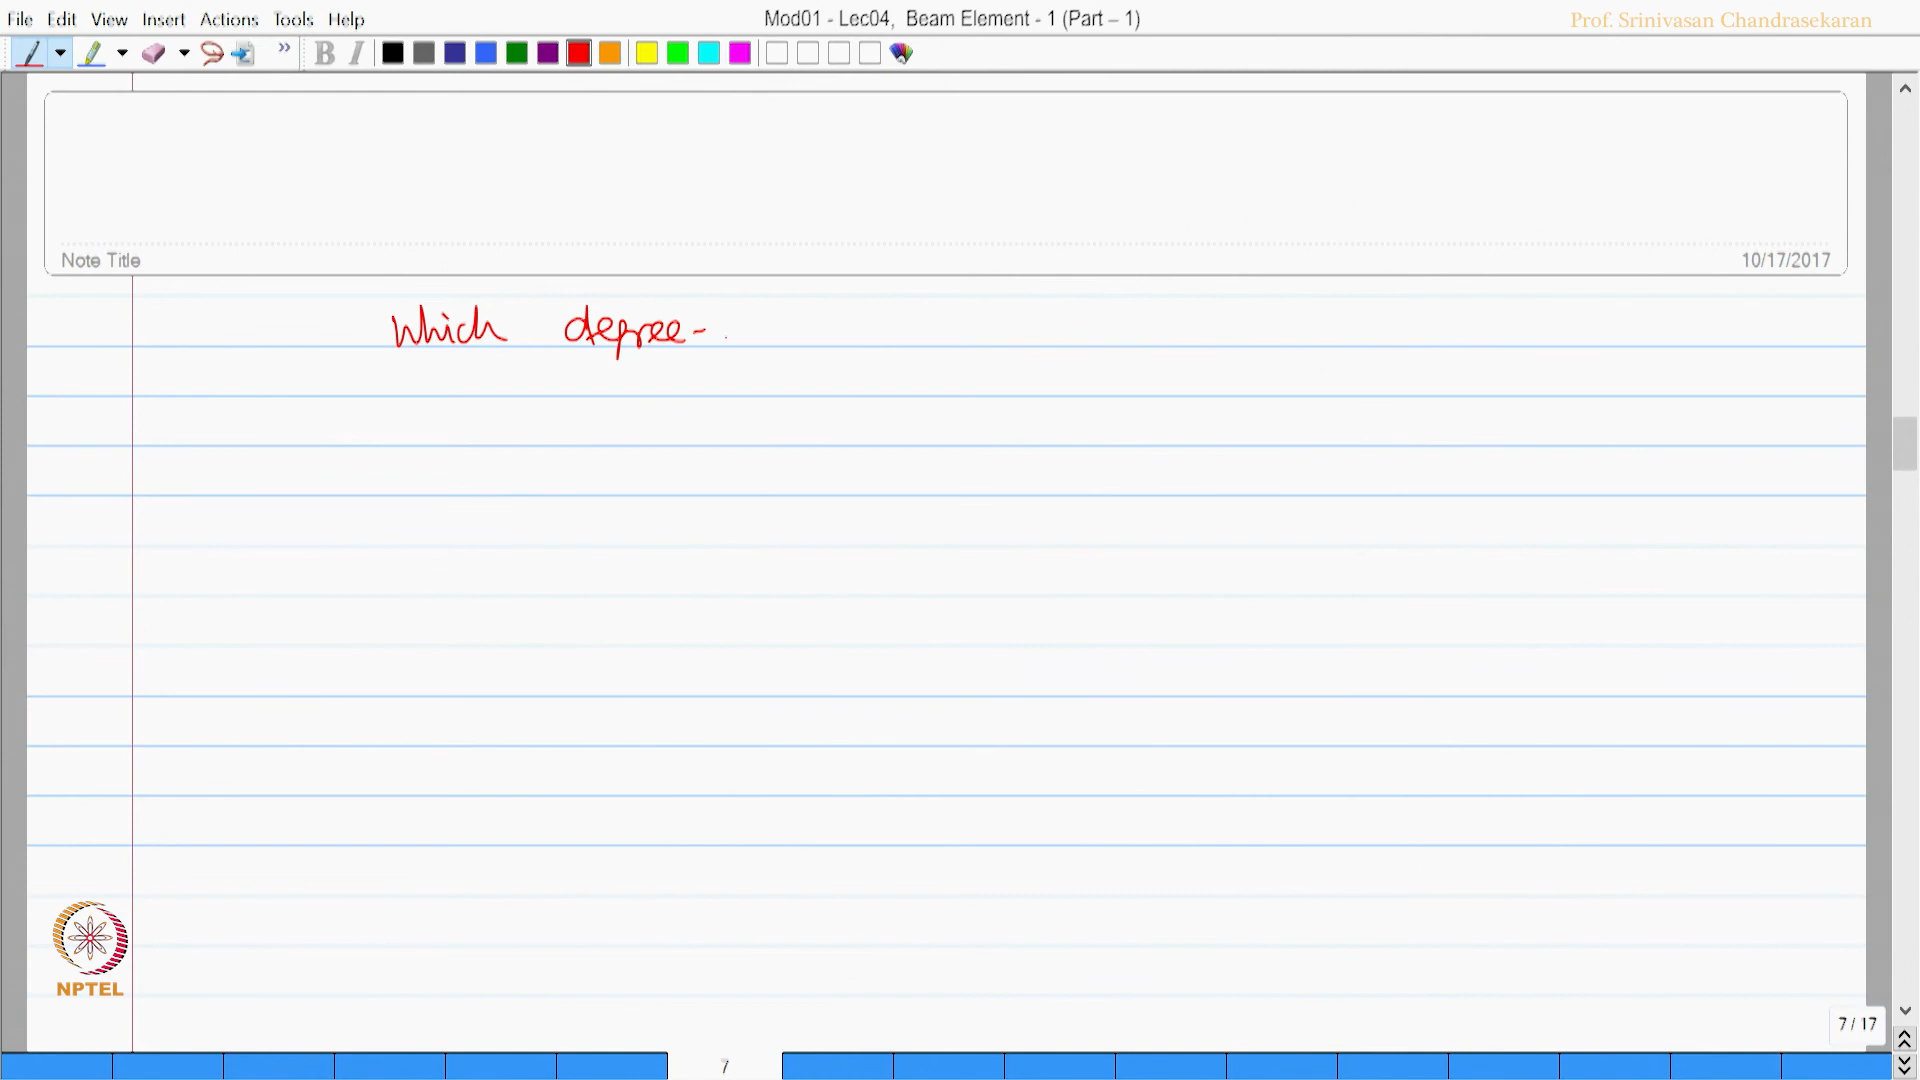 File Edit View Insert Actions Tools Help Mod01 - Lec04, Beam Element - 1 (Part – 1) Prof. Srinivasan Chandrasekaran
B I
Note Title 10/17/2017
Which degree-
NPTEL
7 / 17
7